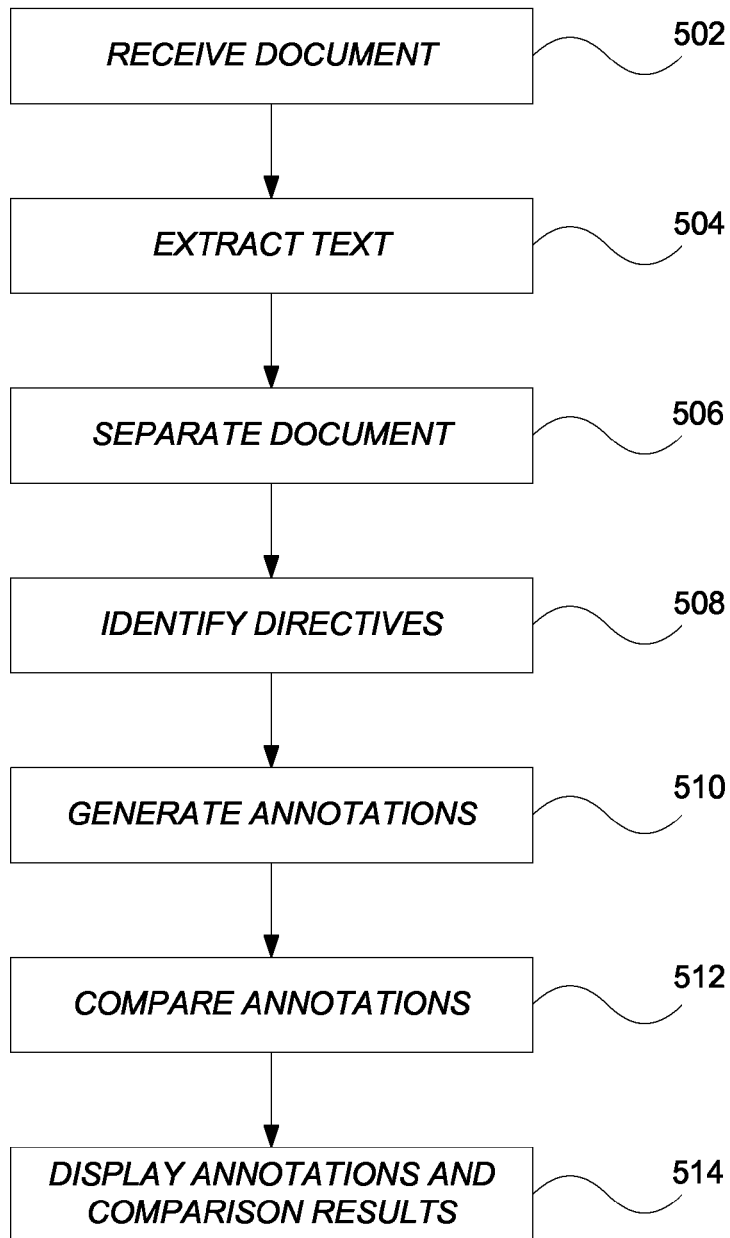 RECEIVE DOCUMENT
502
EXTRACT TEXT
504
SEPARATE DOCUMENT
506
IDENTIFY DIRECTIVES
508
GENERATE ANNOTATIONS
510
COMPARE ANNOTATIONS
512
DISPLAY ANNOTATIONS AND
COMPARISON RESULTS
514